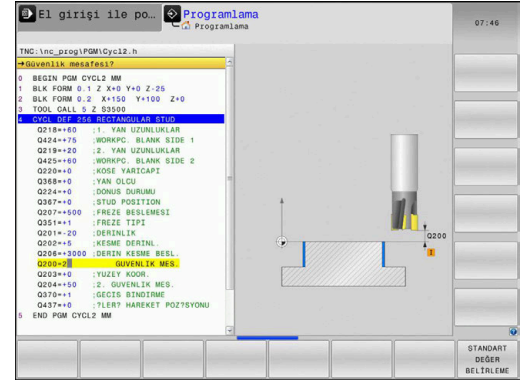 El girişi ile po… Programlama
Programlama
07:46
TNC:\nc_prog\PGM\Cycl2.h
→Güvenlik mesafesi?
0 BEGIN PGM CYCL2 MM
1 BLK FORM 0.1 Z X+0 Y+0 Z-25
2 BLK FORM 0.2 X+150 Y+100 Z+0
3 TOOL CALL 5 Z S3500
4 CYCL DEF 256 RECTANGULAR STUD
Q218=+60 ;1. YAN UZUNLUKLAR
Q424=+75 ;WORKPC. BLANK SIDE 1
Q219=+20 ;2. YAN UZUNLUKLAR
Q425=+60 ;WORKPC. BLANK SIDE 2
Q220=+0 ;KOSE YARICAPI
Q368=+0 ;YAN OLCU
Q224=+0 ;DONUS DURUMU
Q367=+0 ;STUD POSITION
Q207=+500 ;FREZE BESLEMESI
Q351=+1 ;FREZE TIPI
Q201=-20 ;DERINLIK
Q202=+5 ;KESME DERINL.
Q206=+3000 ;DERIN KESME BESL.
Q200=2 GUVENLIK MES.
Q203=+0 ;YUZEY KOOR.
Q204=+50 ;2. GUVENLIK MES.
Q370=+1 ;GECIS BINDIRME
Q437=+0 ;?LER? HAREKET POZ?SYONU
5 END PGM CYCL2 MM
Q200
STANDART
DEĞER
BELİRLEME